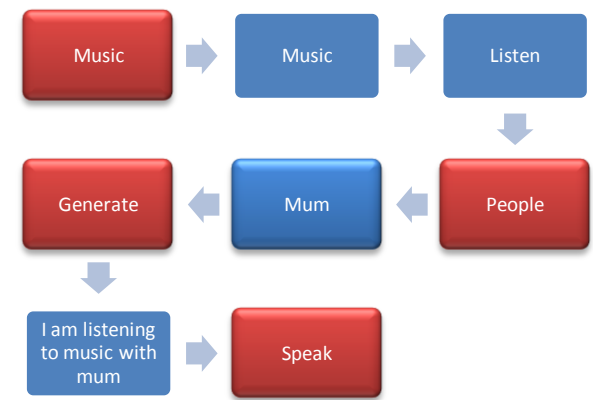 Music
Music
Listen
People
Mum
Generate
I am listening
to music with
mum
Speak